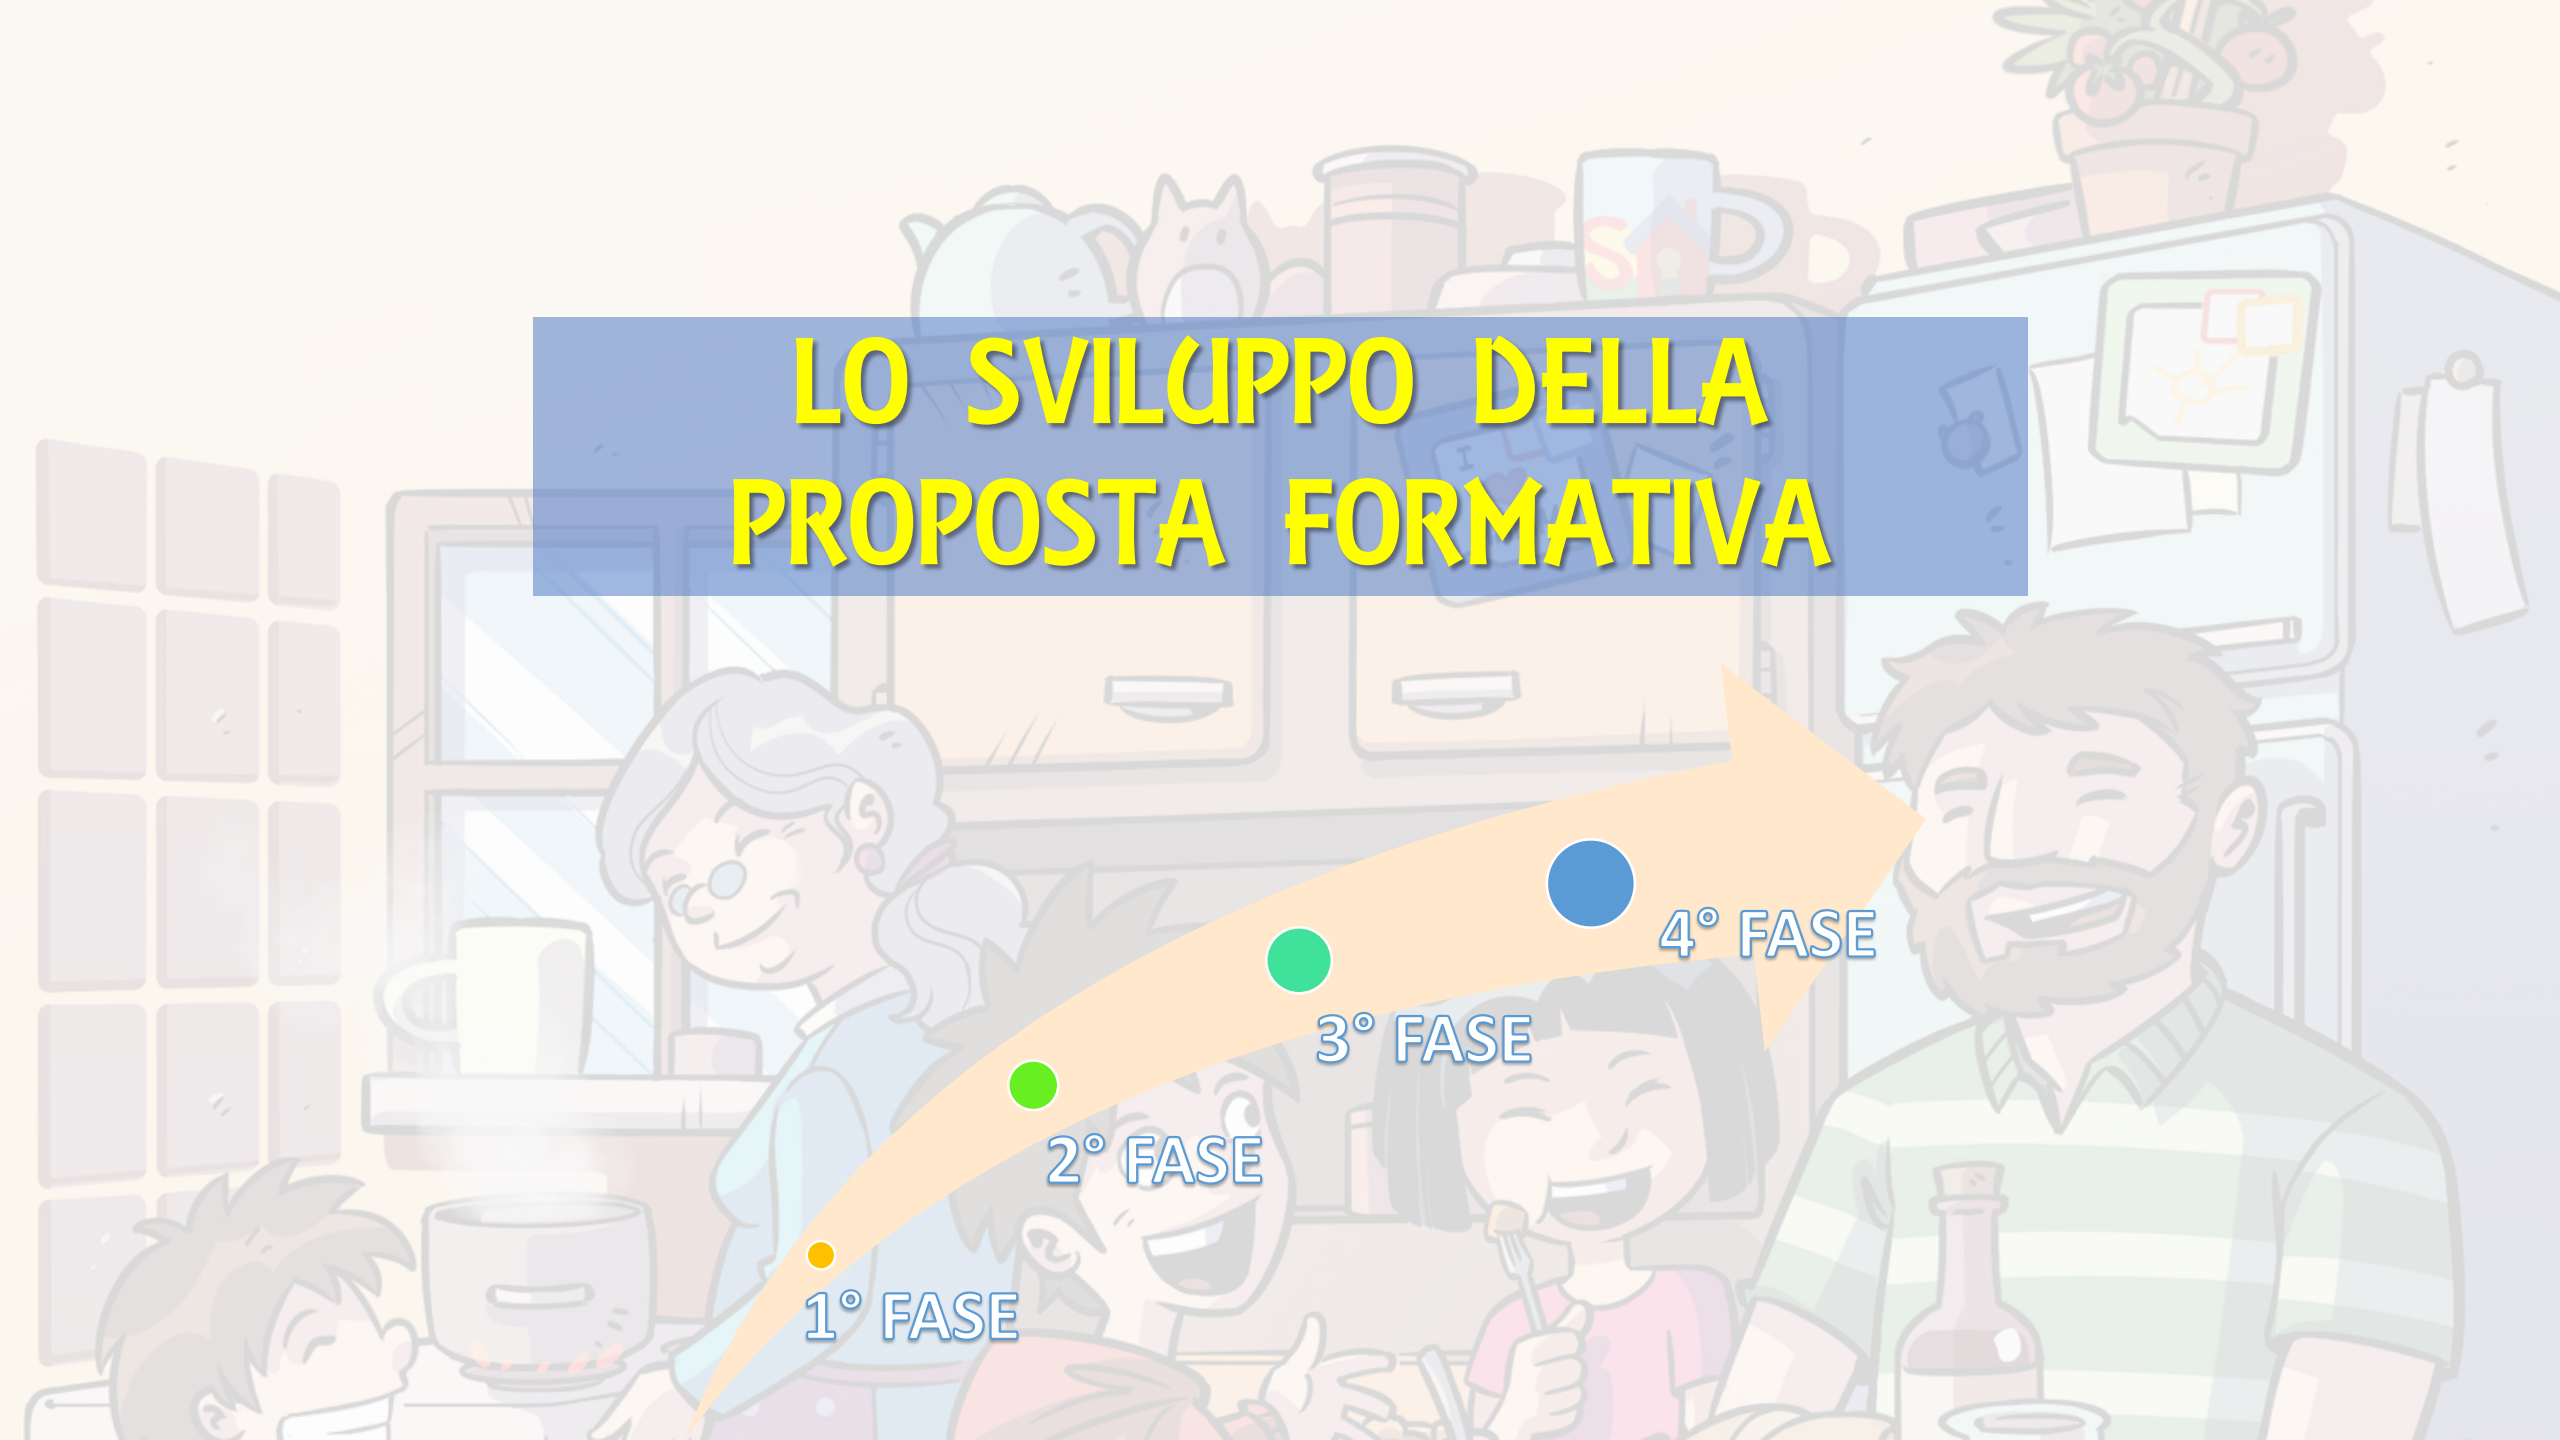 LO SVILUPPO DELLA
PROPOSTA FORMATIVA
4° FASE
3° FASE
2° FASE
1° FASE